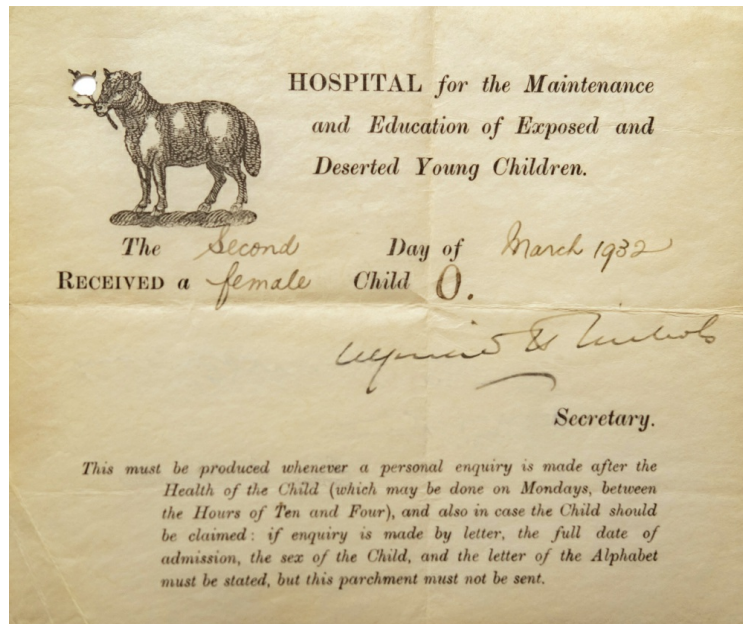 HOSPITAL for the Maintenance
and Education of Exposed and
Deserted Young Children.
The Second Day of March 1932
RECEIVED a female Child O.
Nichols
Secretary.
This must be produced whenever a personal enquiry is made after the
Health of the Child (which may be done on Mondays, between
the Hours of Ten and Four), and also in case the Child should
be claimed : if enquiry is made by letter, the full date of
admission, the sex of the Child, and the letter of the Alphabet
must be stated, but this parchment must not be sent.